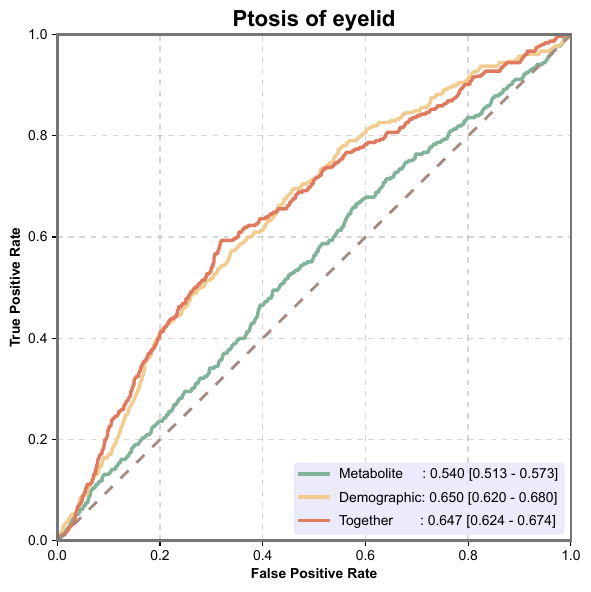 Ptosis of eyelid
True Positive Rate
1.0
0.8
0.6
0.4
0.2
0.0
Metabolite : 0.540 [0.513 - 0.573]
Demographic: 0.650 [0.620 - 0.680]
Together : 0.647 [0.624 - 0.674]
0.0 0.2 0.4 0.6 0.8 1.0
False Positive Rate